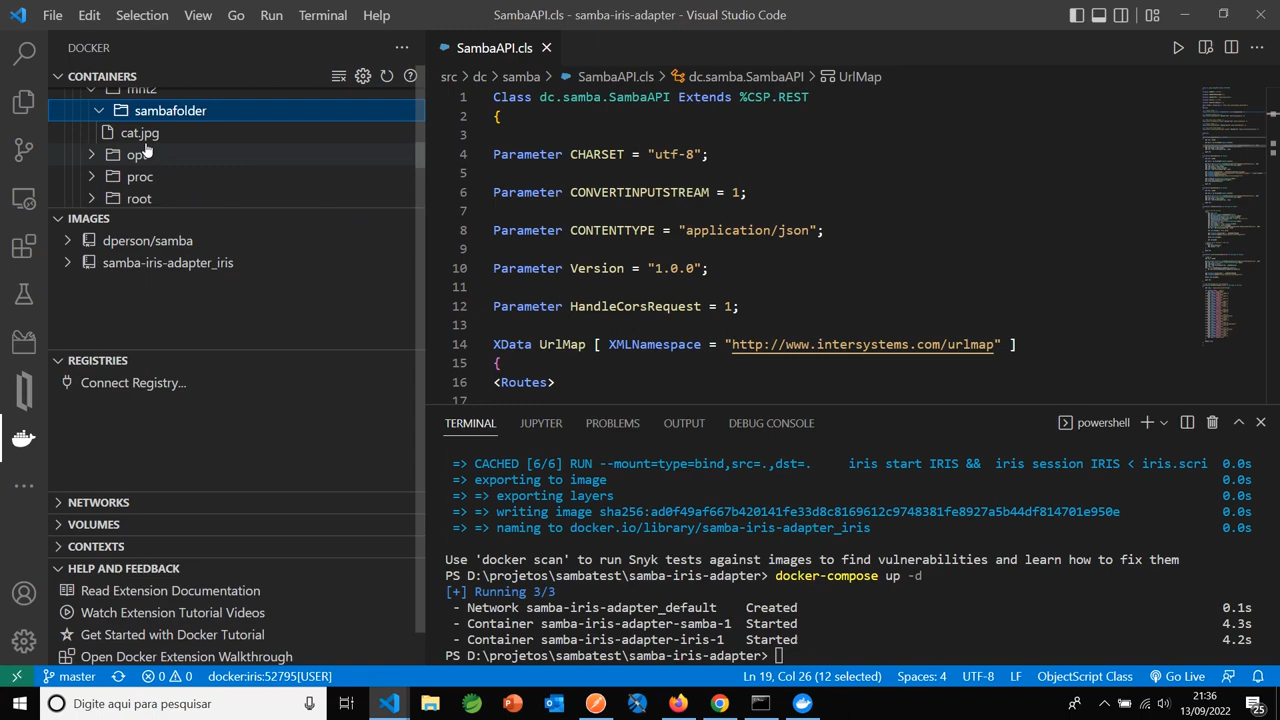 File Edit Selection View Go Run Terminal Help
SambaAPI.cls - samba-iris-adapter - Visual Studio Code
DOCKER
CONTAINERS
mnt2
sambafolder
cat.jpg
proc
root
IMAGES
dperson/samba
samba-iris-adapter_iris
REGISTRIES
Connect Registry...
NETWORKS
VOLUMES
CONTEXTS
HELP AND FEEDBACK
Read Extension Documentation
Watch Extension Tutorial Videos
Get Started with Docker Tutorial
Open Docker Extension Walkthrough
SambaAPI.cls
src > dc > samba > SambaAPI.cls > dc.samba.SambaAPI > UrlMap
1 Class dc.samba.SambaAPI Extends %CSP.REST
2 {
3
4 Parameter CHARSET = "utf-8";
5
6 Parameter CONVERTINPUTSTREAM = 1;
7
8 Parameter CONTENTTYPE = "application/json";
9
10 Parameter Version = "1.0.0";
11
12 Parameter HandleCorsRequest = 1;
13
14 XData UrlMap [ XMLNamespace = "http://www.intersystems.com/urlmap" ]
15 {
16 <Routes>
17
TERMINAL JUPYTER PROBLEMS OUTPUT DEBUG CONSOLE
powershell
=> CACHED [6/6] RUN --mount=type=bind,src=.,dst=. iris start IRIS && iris session IRIS < iris.scri 0.0s
=> exporting to image 0.0s
=> => exporting layers 0.0s
=> => writing image sha256:ad0f49af667b420141fe33d8c8169612c9748381fe8927a5b44df814701e950e 0.0s
=> => naming to docker.io/library/samba-iris-adapter_iris 0.0s
Use 'docker scan' to run Snyk tests against images to find vulnerabilities and learn how to fix them
PS D:\projetos\sambatest\samba-iris-adapter> docker-compose up -d
[+] Running 3/3
- Network samba-iris-adapter_default Created 0.1s
- Container samba-iris-adapter-samba-1 Started 4.3s
- Container samba-iris-adapter-iris-1 Started 4.2s
PS D:\projetos\sambatest\samba-iris-adapter>
master 0 0 docker:iris:52795[USER] Ln 19, Col 26 (12 selected) Spaces: 4 UTF-8 LF ObjectScript Class Go Live
Digite aqui para pesquisar
21:36
13/09/2022
25